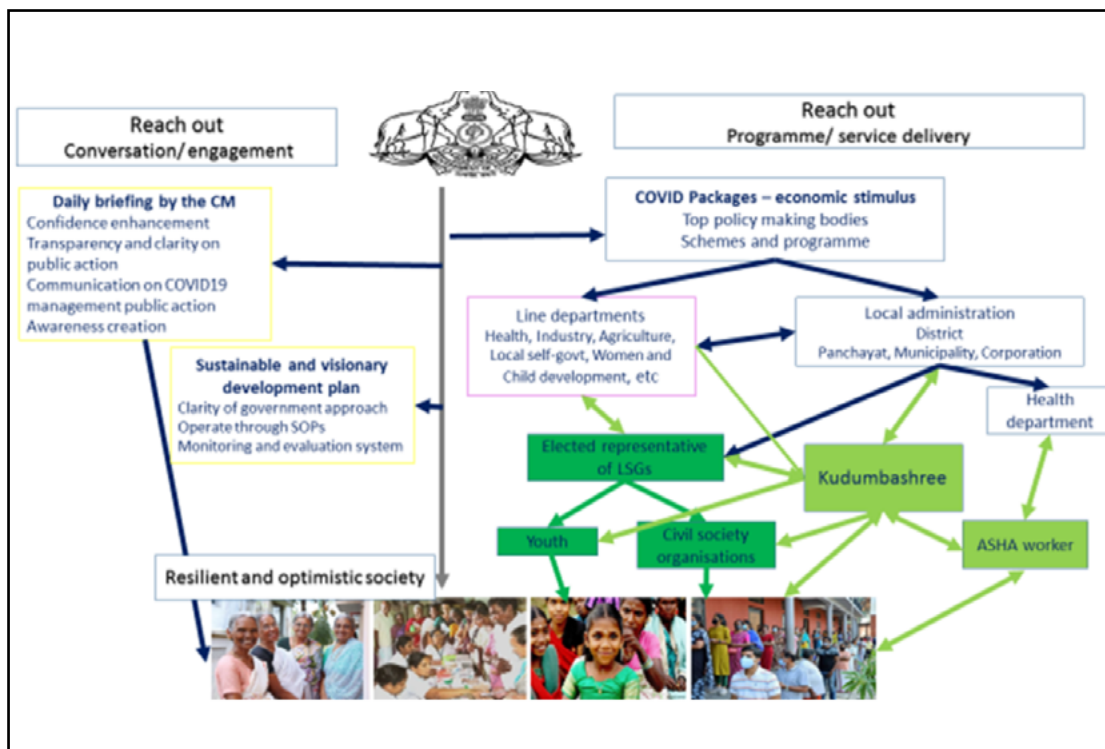 Reach out
Conversation/ engagement
Reach out
Programme/ service delivery
Daily briefing by the CM
Confidence enhancement
Transparency and clarity on
public action
Communication on COVID19
management public action
Awareness creation
COVID Packages – economic stimulus
Top policy making bodies
Schemes and programme
Line departments
Health, Industry, Agriculture,
Local self-govt, Women and
Child development, etc
Local administration
District
Panchayat, Municipality, Corporation
Sustainable and visionary
development plan
Clarity of government approach
Operate through SOPs
Monitoring and evaluation system
Health
department
Elected representative
of LSGs
Kudumbashree
Youth
Civil society
organisations
ASHA worker
Resilient and optimistic society